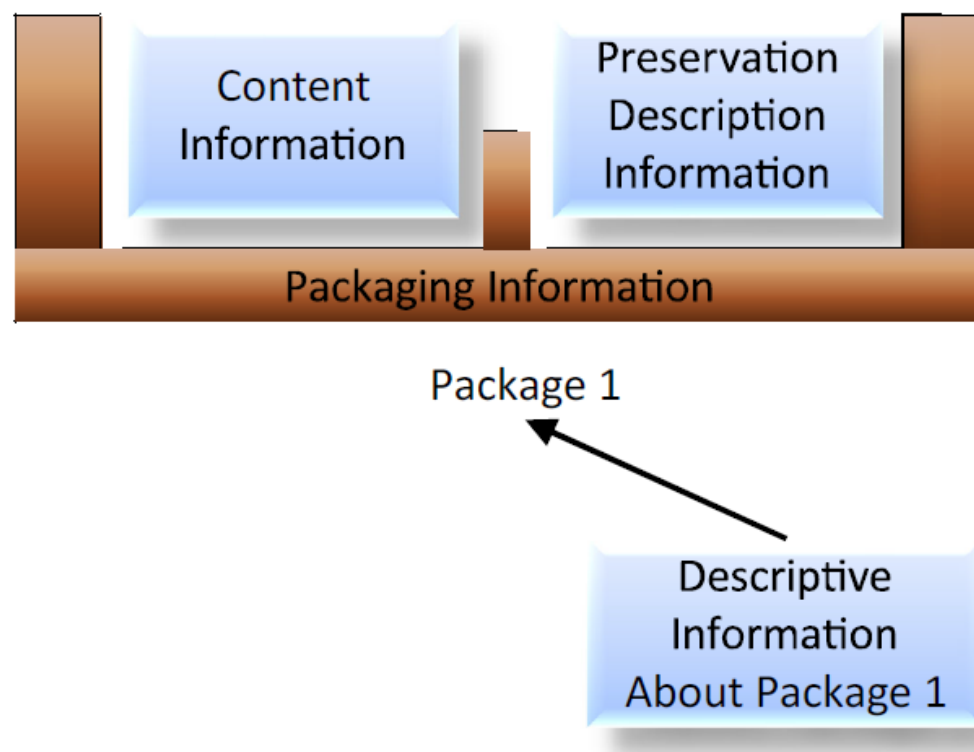 Content
Information
Preservation
Description
Information
Packaging Information
Package 1
Descriptive
Information
About Package 1